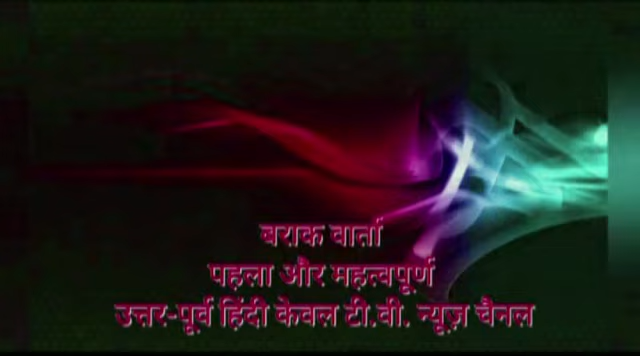 बराक वार्ता
पहला और महत्वपूर्ण
उत्तर-पूर्व हिंदी केवल टी.वी. न्यूज़ चैनल